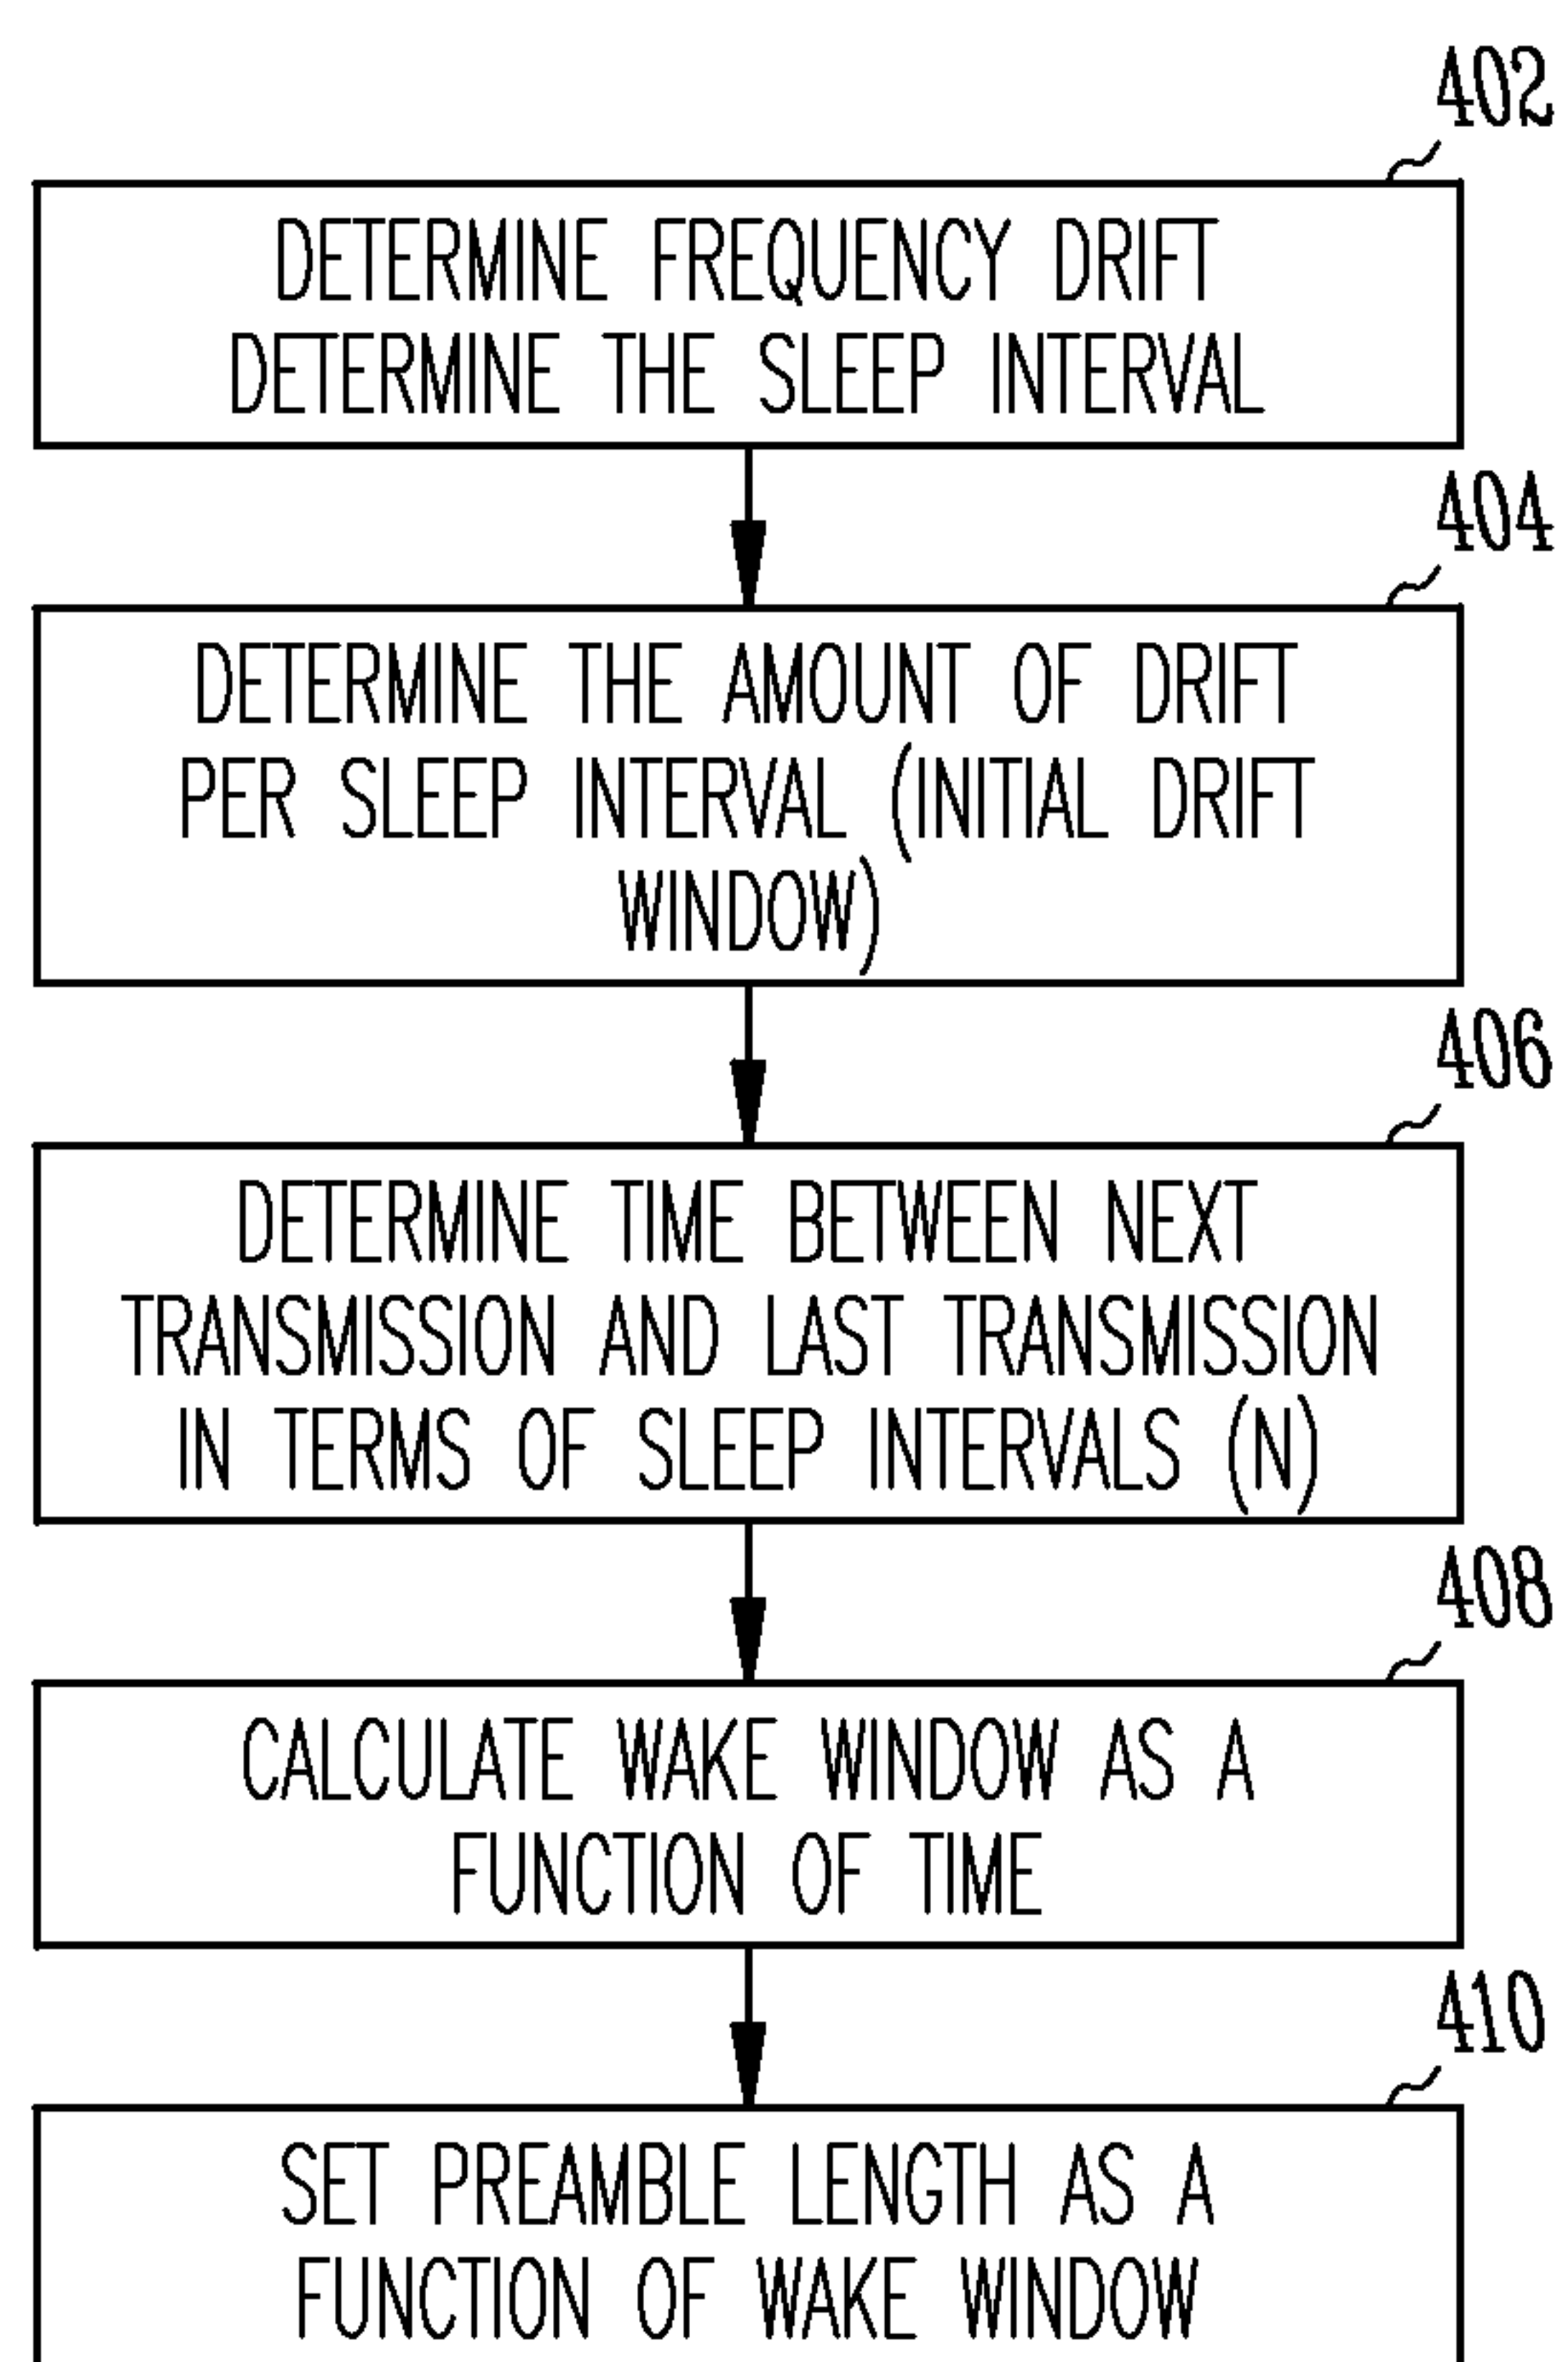 402
DETERMINE FREQUENCY DRIFT
DETERMINE THE SLEEP INTERVAL
404
DETERMINE THE AMOUNT OF DRIFT
PER SLEEP INTERVAL (INITIAL DRIFT
WINDOW)
406
DETERMINE TIME BETWEEN NEXT
TRANSMISSION AND LAST TRANSMISSION
IN TERMS OF SLEEP INTERVALS (N)
408
CALCULATE WAKE WINDOW AS A
FUNCTION OF TIME
410
SET PREAMBLE LENGTH AS A
FUNCTION OF WAKE WINDOW